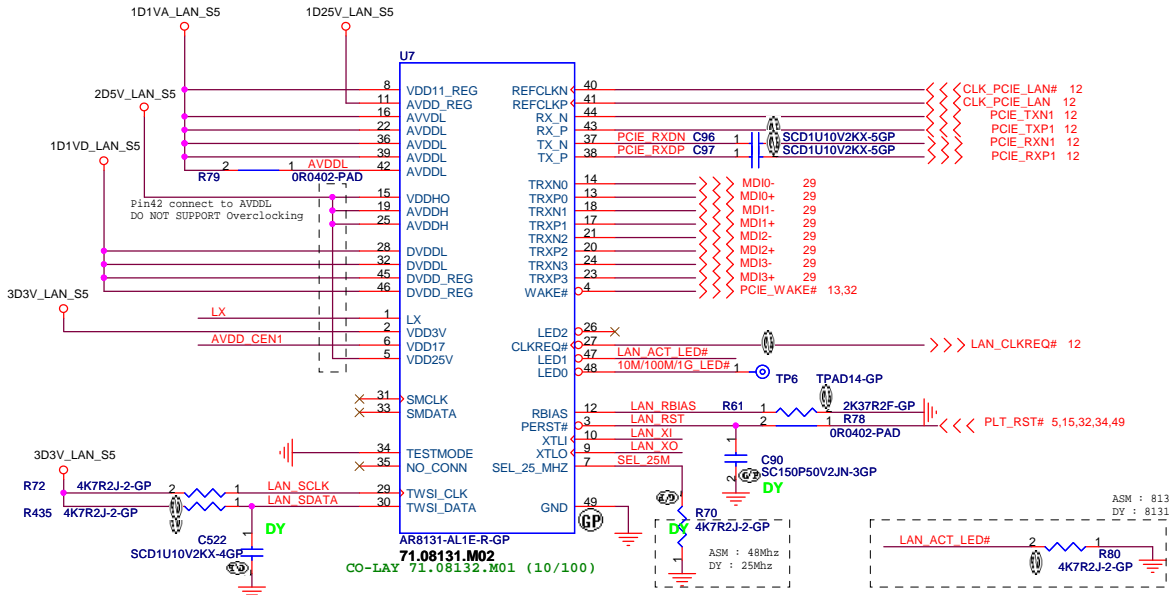 1D1VA_LAN_S5
1D25V_LAN_S5
2D5V_LAN_S5
1D1VD_LAN_S5
3D3V_LAN_S5
U7
8 VDD11_REG
11 AVDD_REG
16 AVVDL
22 AVDDL
36 AVDDL
39 AVDDL
42 AVDDL
R79 2 1 AVDDL
0R0402-PAD
Pin42 connect to AVDDL
DO NOT SUPPORT Overclocking
15 VDDHO
19 AVDDH
25 AVDDH
28 DVDDL
32 DVDDL
45 DVDD_REG
46 DVDD_REG
LX 1 LX
2 VDD3V
AVDD_CEN1 6 VDD17
5 VDD25V
31 SMCLK
33 SMDATA
34 TESTMODE
35 NO_CONN
3D3V_LAN_S5
R72 4K7R2J-2-GP 2 1 LAN_SCLK 29 TWSI_CLK
R435 4K7R2J-2-GP 1 LAN_SDATA 30 TWSI_DATA
DY
C522
SCD1U10V2KX-4GP
1
REFCLKN 40 CLK_PCIE_LAN# 12
REFCLKP 41 CLK_PCIE_LAN 12
RX_N 44 PCIE_TXN1 12
RX_P 43 PCIE_TXP1 12
TX_N 37 PCIE_RXDN C96 1 SCD1U10V2KX-5GP PCIE_RXN1 12
TX_P 38 PCIE_RXDP C97 1 2 SCD1U10V2KX-5GP PCIE_RXP1 12
TRXN0 14 MDI0- 29
TRXP0 13 MDI0+ 29
TRXN1 18 MDI1- 29
TRXP1 17 MDI1+ 29
TRXN2 21 MDI2- 29
TRXP2 20 MDI2+ 29
TRXN3 24 MDI3- 29
TRXP3 23 MDI3+ 29
WAKE# 4 PCIE_WAKE# 13,32
LED2 26
CLKREQ# 27 LAN_CLKREQ# 12
LED1 47 LAN_ACT_LED#
LED0 48 10M/100M/1G_LED# 1
TP6 TPAD14-GP
RBIAS 12 LAN_RBIAS R61 1 2 2K37R2F-GP
PERST# 3 LAN_RST 2 1 R78 PLT_RST# 5,15,32,34,49
0R0402-PAD
XTLI 10 LAN_XI
XTLO 9 LAN_XO
SEL_25_MHZ 7 SEL_25M
1 C90
SC150P50V2JN-3GP
2 DY
GND 49
GP
R70
4K7R2J-2-GP
DY
1
ASM : 48Mhz
DY : 25Mhz
AR8131-AL1E-R-GP
71.08131.M02
CO-LAY 71.08132.M01 (10/100)
ASM : 813
DY : 8131
LAN_ACT_LED# 2 1 R80
4K7R2J-2-GP